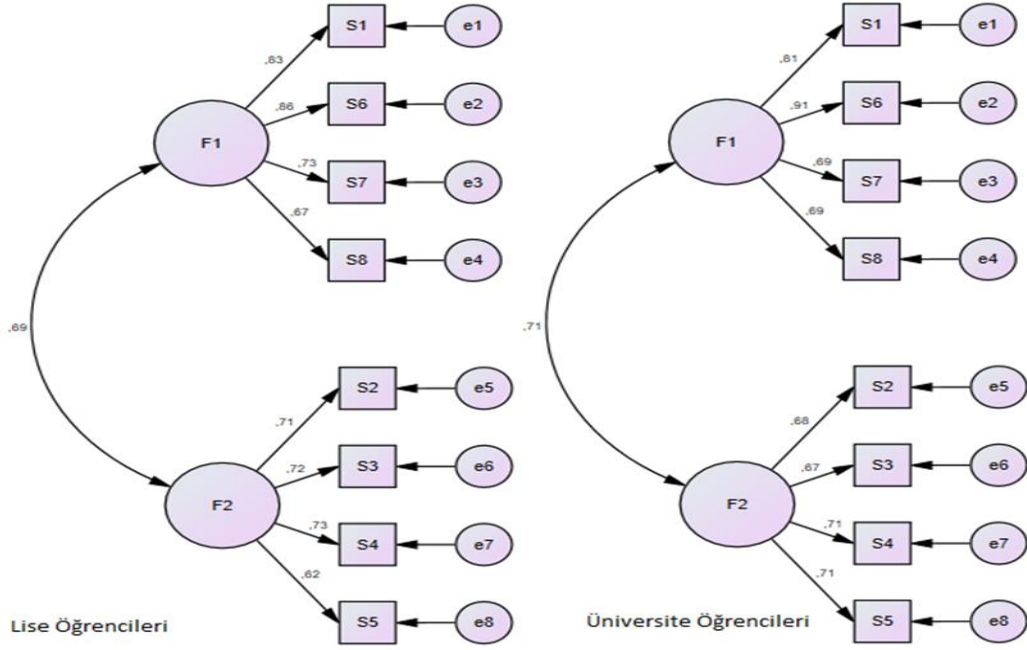 S1
e1
,83
S6
e2
,86
F1
,73
S7
e3
,67
S8
e4
,69
S2
e5
,71
,72
S3
e6
F2
,73
S4
e7
,62
S5
e8
Lise Öğrencileri
S1
e1
,81
S6
e2
,91
F1
,69
S7
e3
,69
S8
e4
,71
S2
e5
,68
,67
S3
e6
F2
,71
S4
e7
,71
S5
e8
Üniversite Öğrencileri